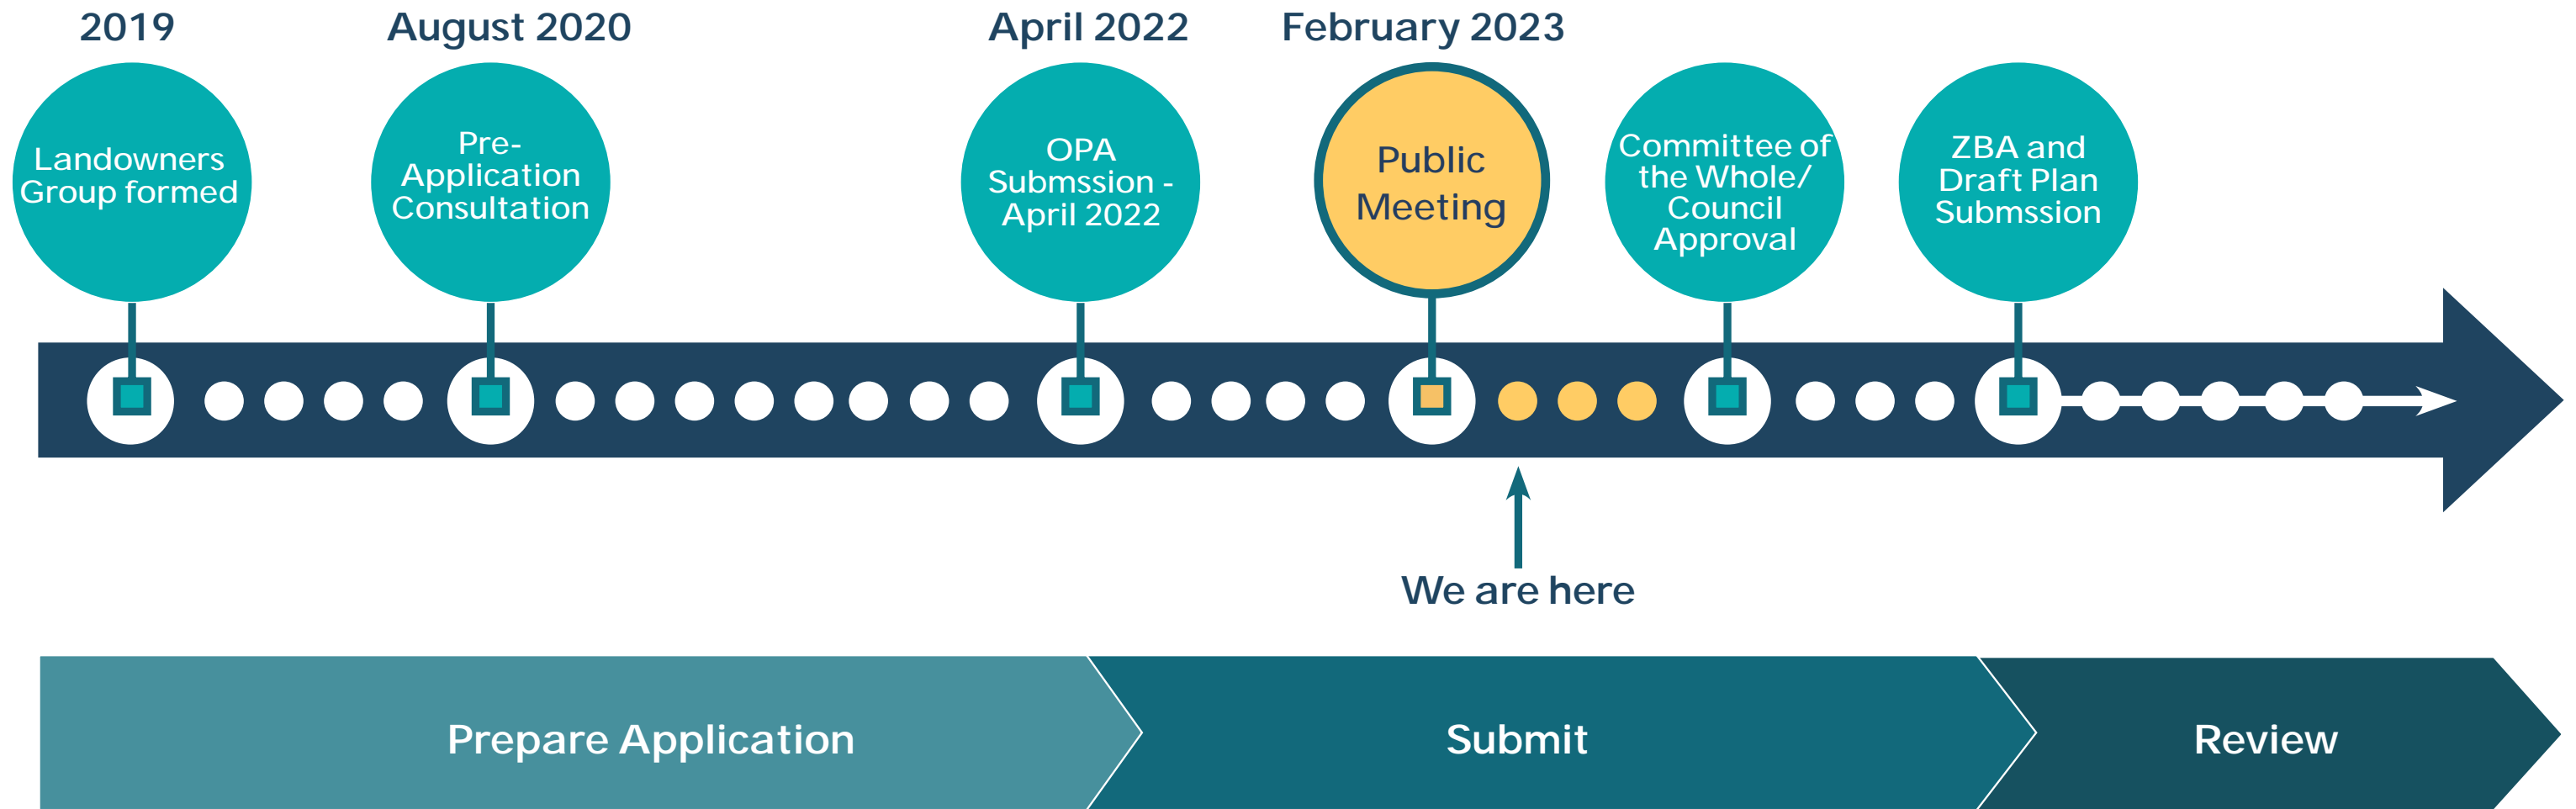 2019
August 2020
April 2022
February 2023
Landowners
Group formed
Pre-
Application
Consultation
OPA
Submssion -
April 2022
Public
Meeting
Committee of
the Whole/
Council
Approval
ZBA and
Draft Plan
Submssion
We are here
Prepare Application
Submit
Review